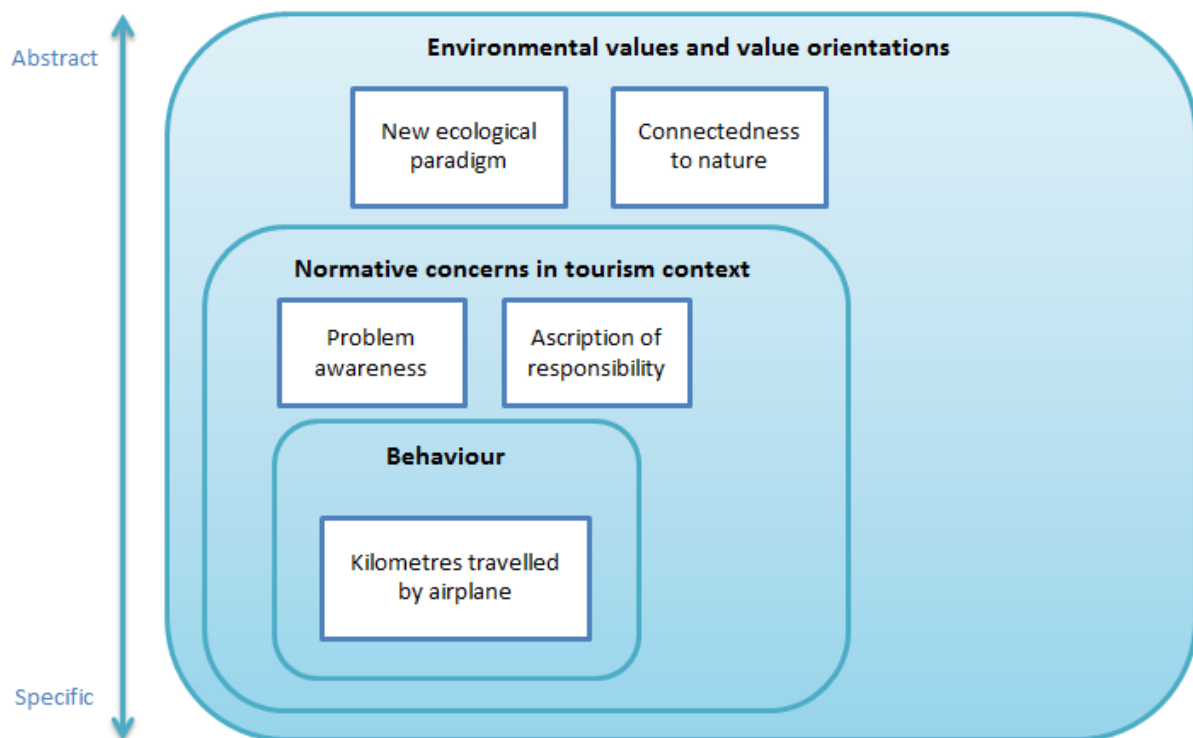 Abstract
Environmental values and value orientations
New ecological
paradigm
Connectedness
to nature
Normative concerns in tourism context
Problem
awareness
Ascription of
responsibility
Behaviour
Kilometres travelled
by airplane
Specific